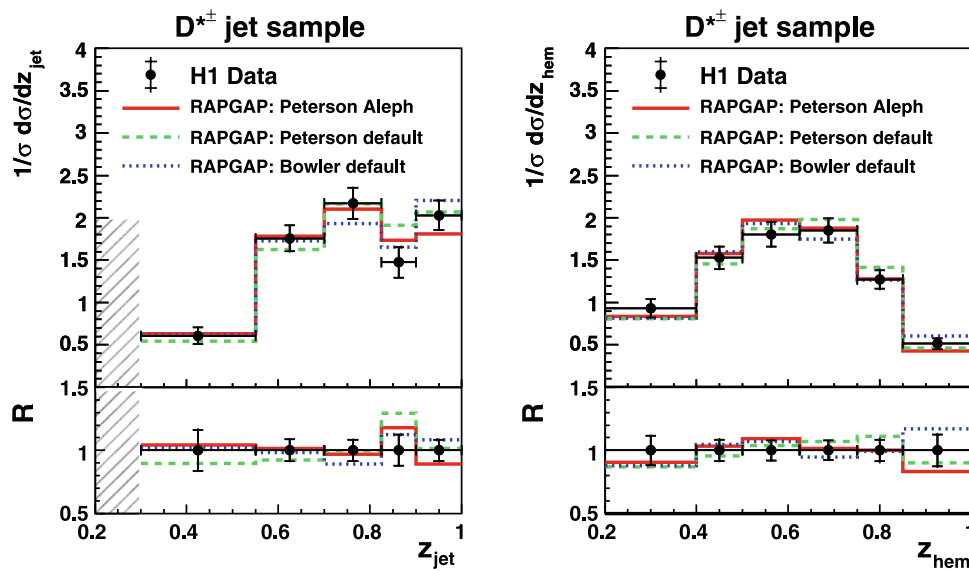 D*± jet sample
1/σ dσ/dz_jet
4
3.5
3
2.5
2
1.5
1
0.5
H1 Data
RAPGAP: Peterson Aleph
RAPGAP: Peterson default
RAPGAP: Bowler default
R
1.5
1
0.5
0.2 0.4 0.6 0.8 1
z_jet
D*± jet sample
1/σ dσ/dz_hem
4
3.5
3
2.5
2
1.5
1
0.5
H1 Data
RAPGAP: Peterson Aleph
RAPGAP: Peterson default
RAPGAP: Bowler default
R
1.5
1
0.5
0.2 0.4 0.6 0.8 1
z_hem